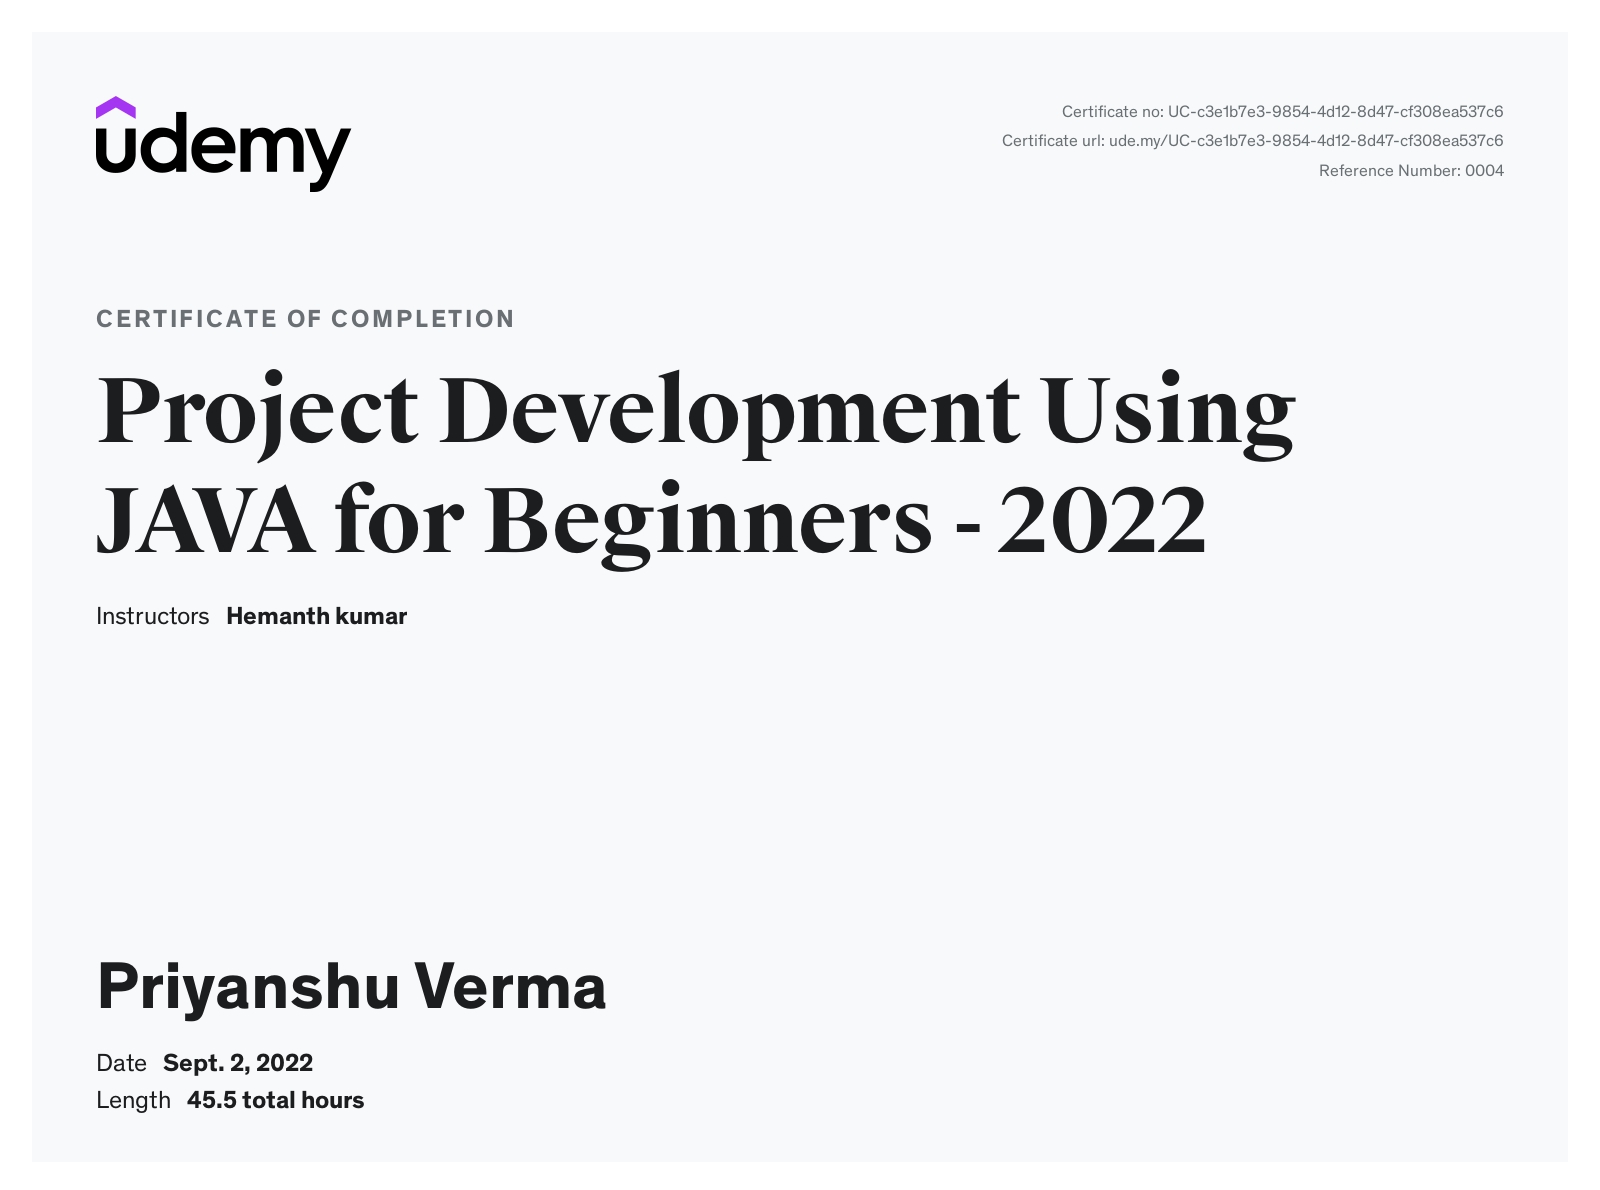 udemy
Certificate no: UC-c3e1b7e3-9854-4d12-8d47-cf308ea537c6
Certificate url: ude.my/UC-c3e1b7e3-9854-4d12-8d47-cf308ea537c6
Reference Number: 0004
CERTIFICATE OF COMPLETION
Project Development Using
JAVA for Beginners - 2022
Instructors Hemanth kumar
Priyanshu Verma
Date Sept. 2, 2022
Length 45.5 total hours